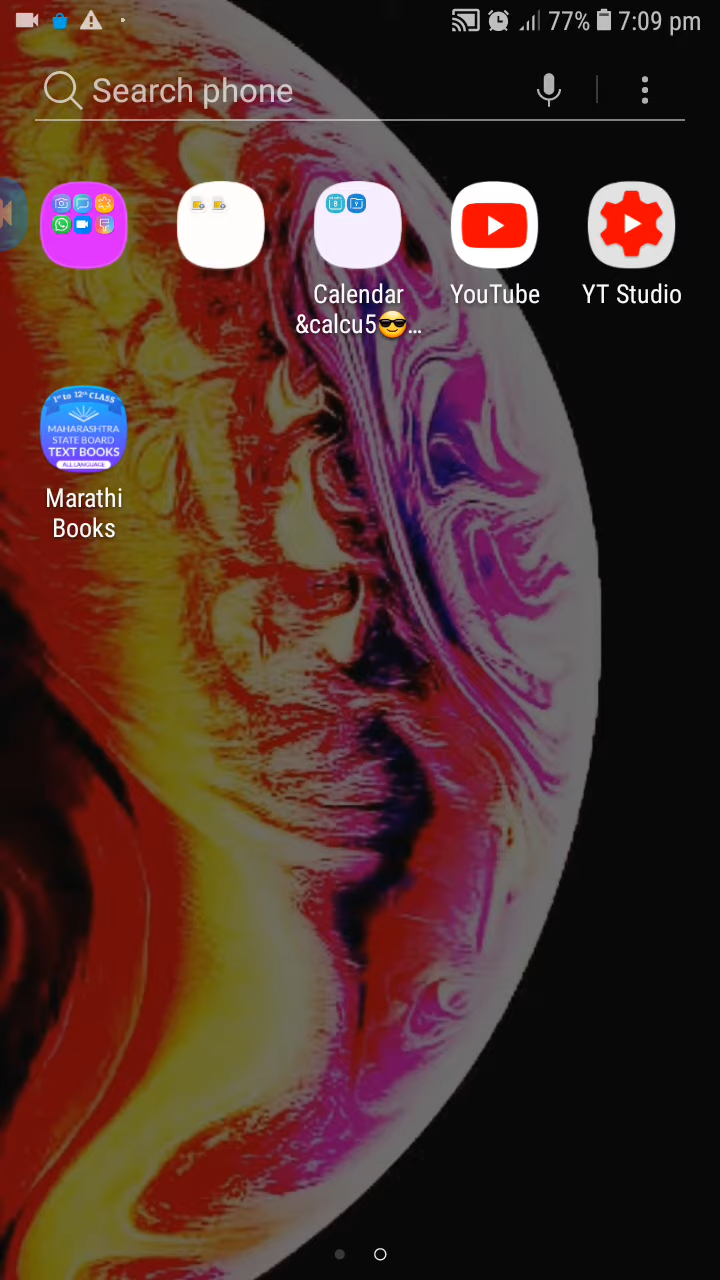 77% 7:09 pm
Search phone
Calendar
&calcu5😎...
YouTube
YT Studio
1st to 12th CLASS
MAHARASHTRA
STATE BOARD
TEXT BOOKS
ALL LANGUAGE
Marathi
Books